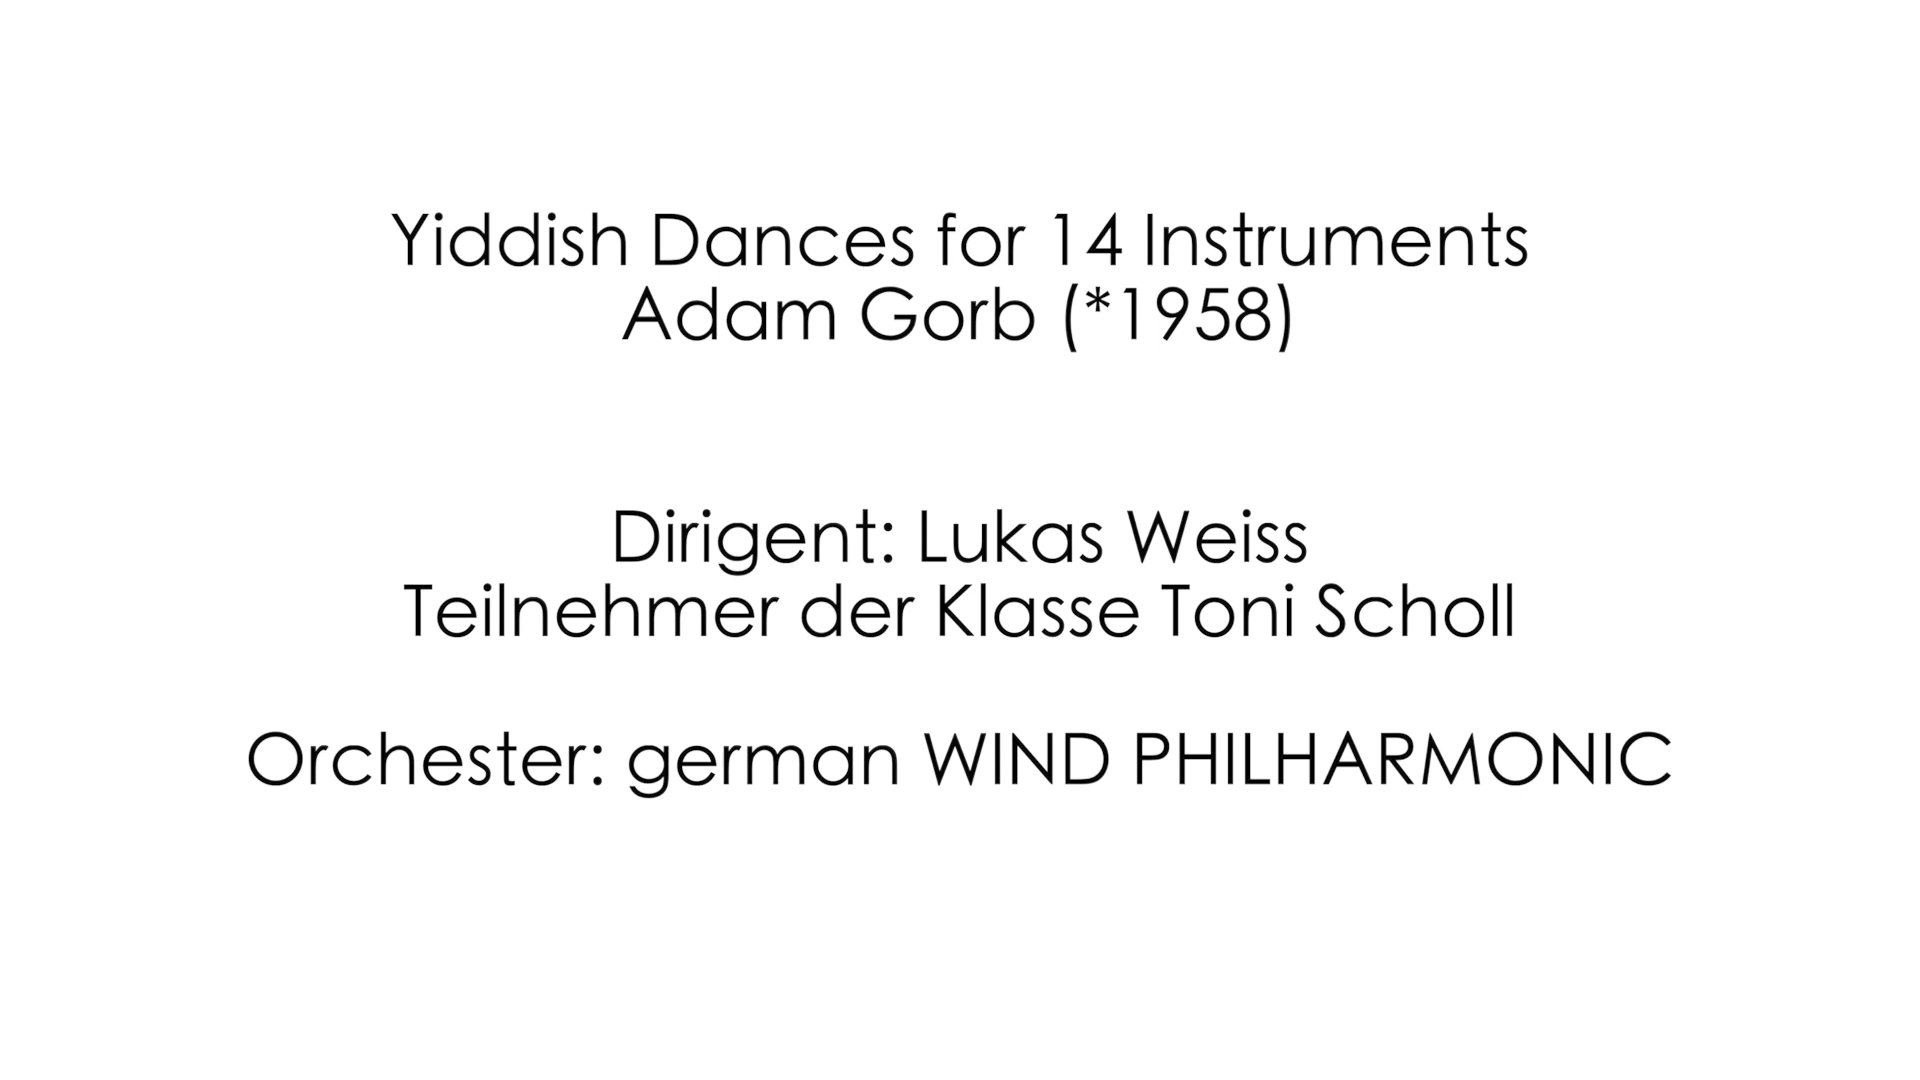 Yiddish Dances for 14 Instruments
Adam Gorb (*1958)
Dirigent: Lukas Weiss
Teilnehmer der Klasse Toni Scholl
Orchester: german WIND PHILHARMONIC